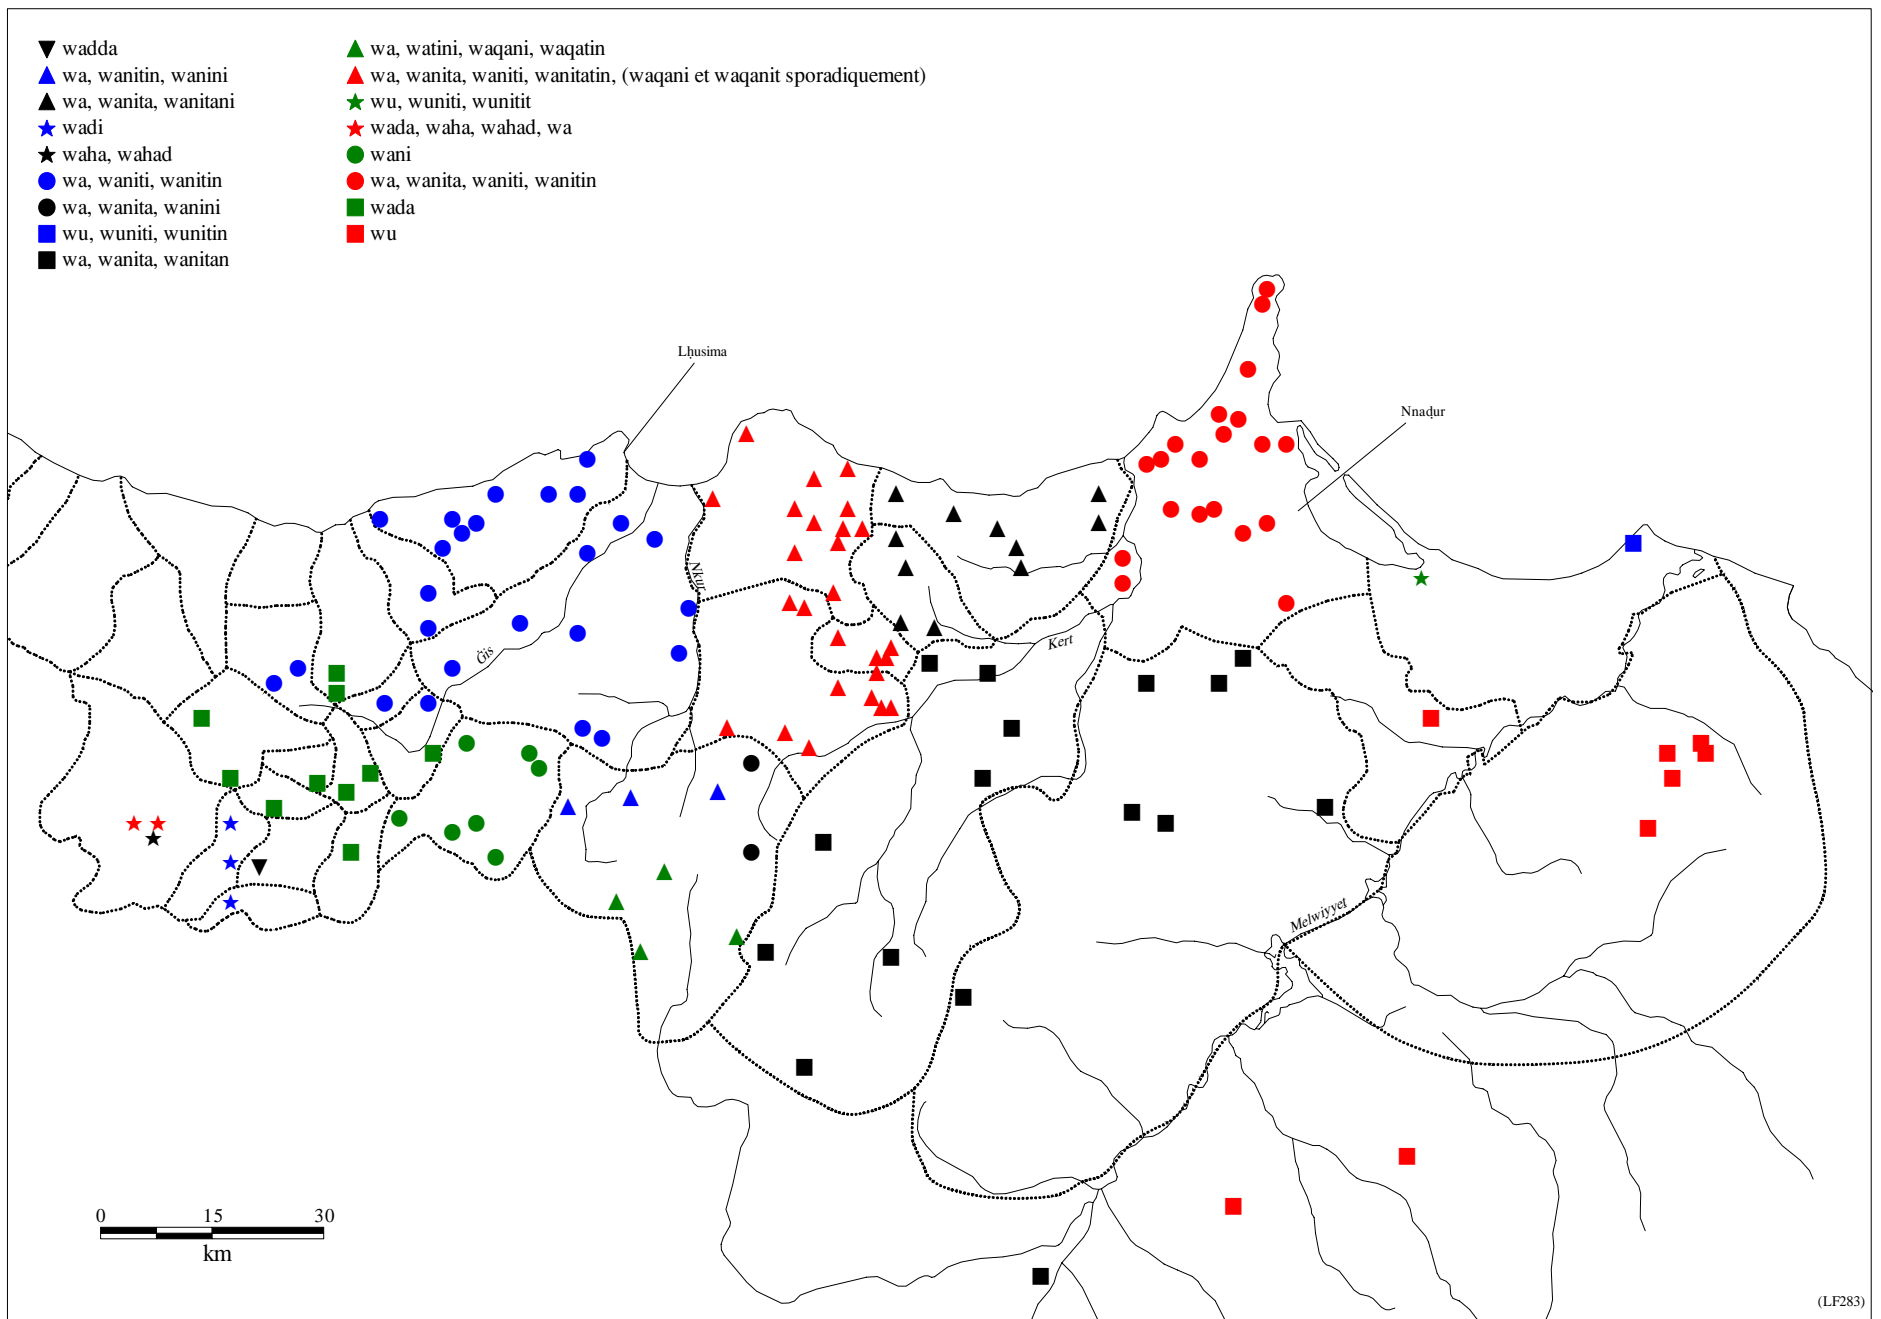 wadda
wa, wanitin, wanini
wa, wanita, wanitani
wadi
waha, wahad
wa, waniti, wanitin
wa, wanita, wanini
wu, wuniti, wunitin
wa, wanita, wanitan
wa, watini, waqani, waqatin
wa, wanita, waniti, wanitatin, (waqani et waqanit sporadiquement)
wu, wuniti, wunitit
wada, waha, wahad, wa
wani
wa, wanita, waniti, wanitin
wada
wu
Lḥusima
Nnaḍur
Nkur
Kert
Ǧis
Melwiyyet
0 15 30
km
(LF283)